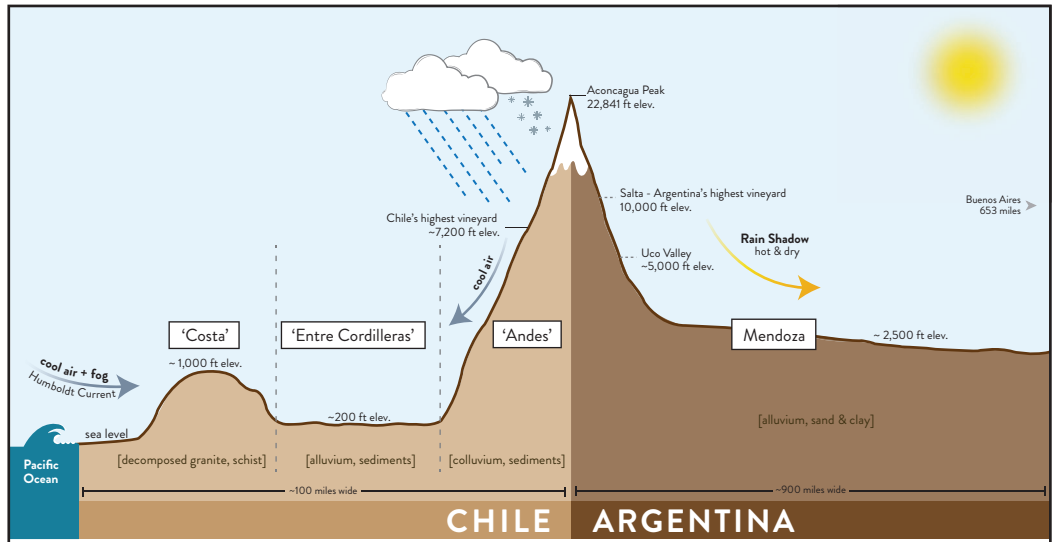 Aconcagua Peak
22,841 ft elev.
Salta - Argentina's highest vineyard
10,000 ft elev.
Buenos Aires
653 miles
Chile's highest vineyard
~7,200 ft elev.
Rain Shadow
hot & dry
Uco Valley
~5,000 ft elev.
cool air
'Costa'
'Entre Cordilleras'
'Andes'
Mendoza
~ 2,500 ft elev.
~ 1,000 ft elev.
cool air + fog
Humboldt Current
~200 ft elev.
[alluvium, sand & clay]
sea level
Pacific
Ocean
[decomposed granite, schist]
[alluvium, sediments]
[colluvium, sediments]
~100 miles wide
~900 miles wide
CHILE
ARGENTINA